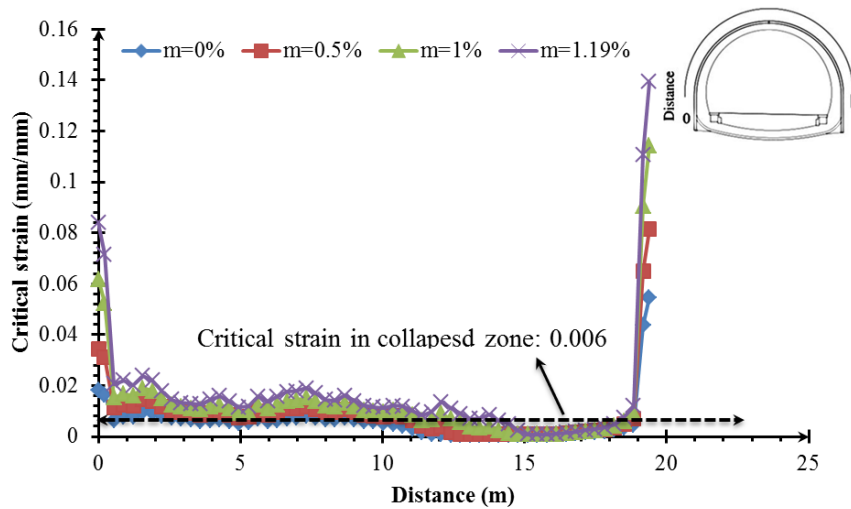 0.16
0.14
0.12
0.1
0.08
0.06
0.04
0.02
0
Critical strain (mm/mm)
m=0% m=0.5% m=1% m=1.19%
Distance
0
Critical strain in collapesd zone: 0.006
0 5 10 15 20 25
Distance (m)